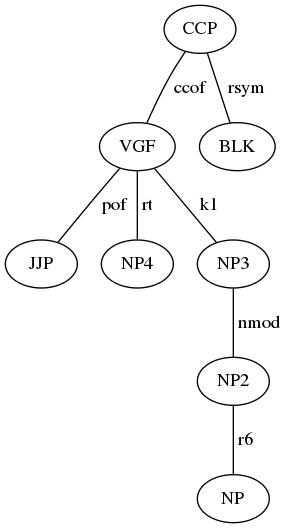 CCP
ccof rsym
VGF BLK
pof rt k1
JJP NP4 NP3
nmod
NP2
r6
NP